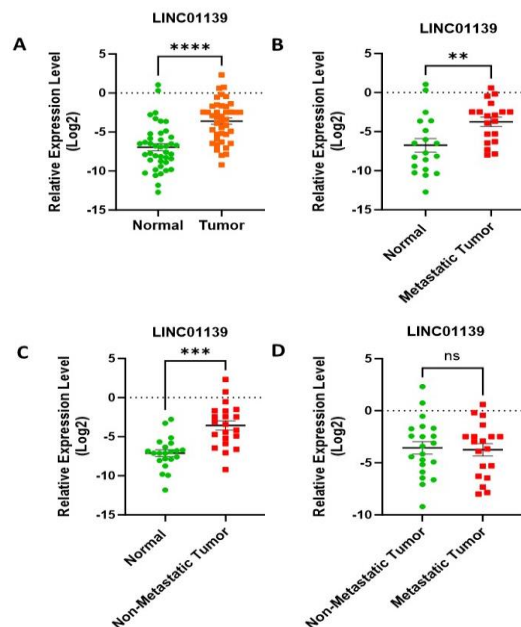 A
LINC01139
****
Relative Expression Level
(Log2)
5
0
-5
-10
-15
Normal
Tumor
B
LINC01139
**
Relative Expression Level
(Log2)
5
0
-5
-10
-15
Normal
Metastatic Tumor
C
LINC01139
***
Relative Expression Level
(Log2)
5
0
-5
-10
-15
Normal
Non-Metastatic Tumor
D
LINC01139
ns
Relative Expression Level
(Log2)
5
0
-5
-10
Non-Metastatic Tumor
Metastatic Tumor